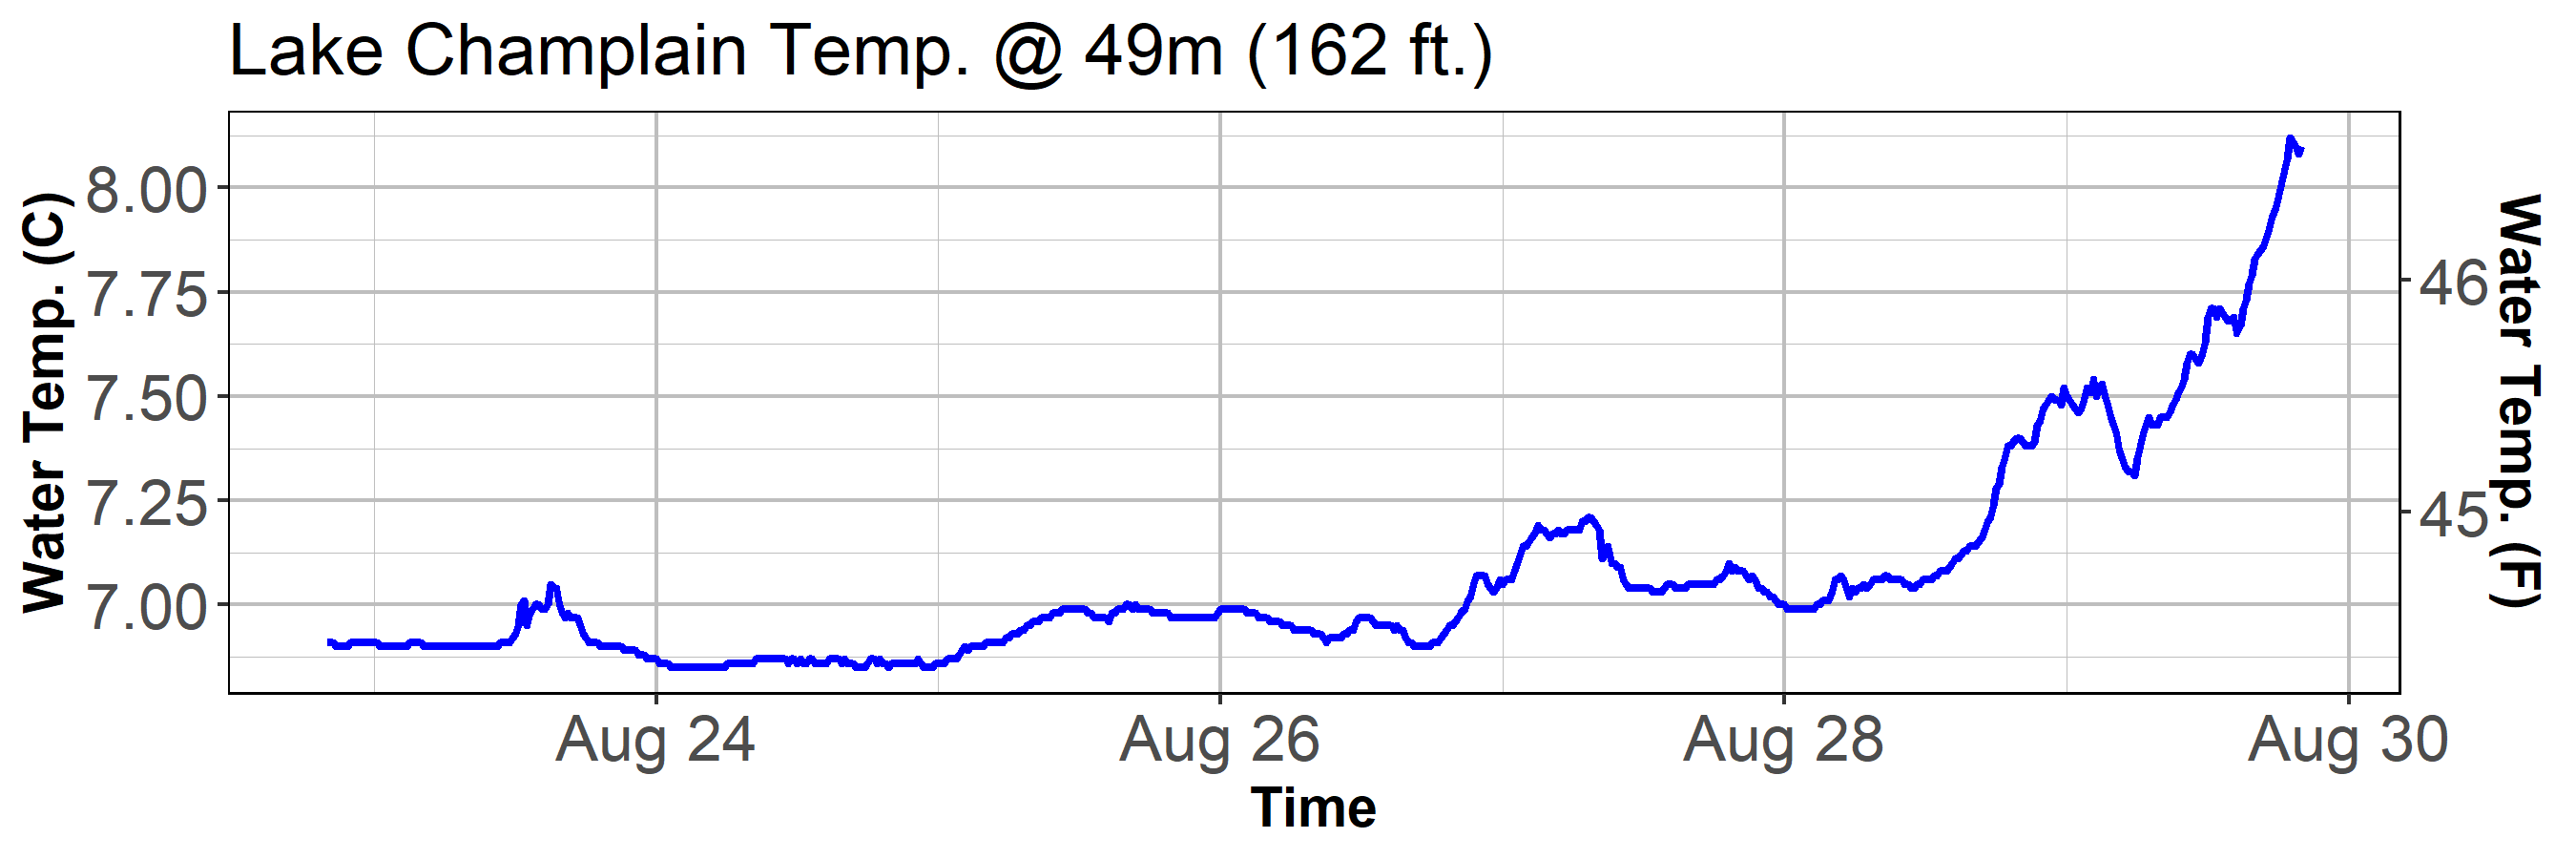 Lake Champlain Temp. @ 49m (162 ft.)
Water Temp. (C)
8.00
7.75
7.50
7.25
7.00
46
45
Water Temp. (F)
Aug 24 Aug 26 Aug 28 Aug 30
Time